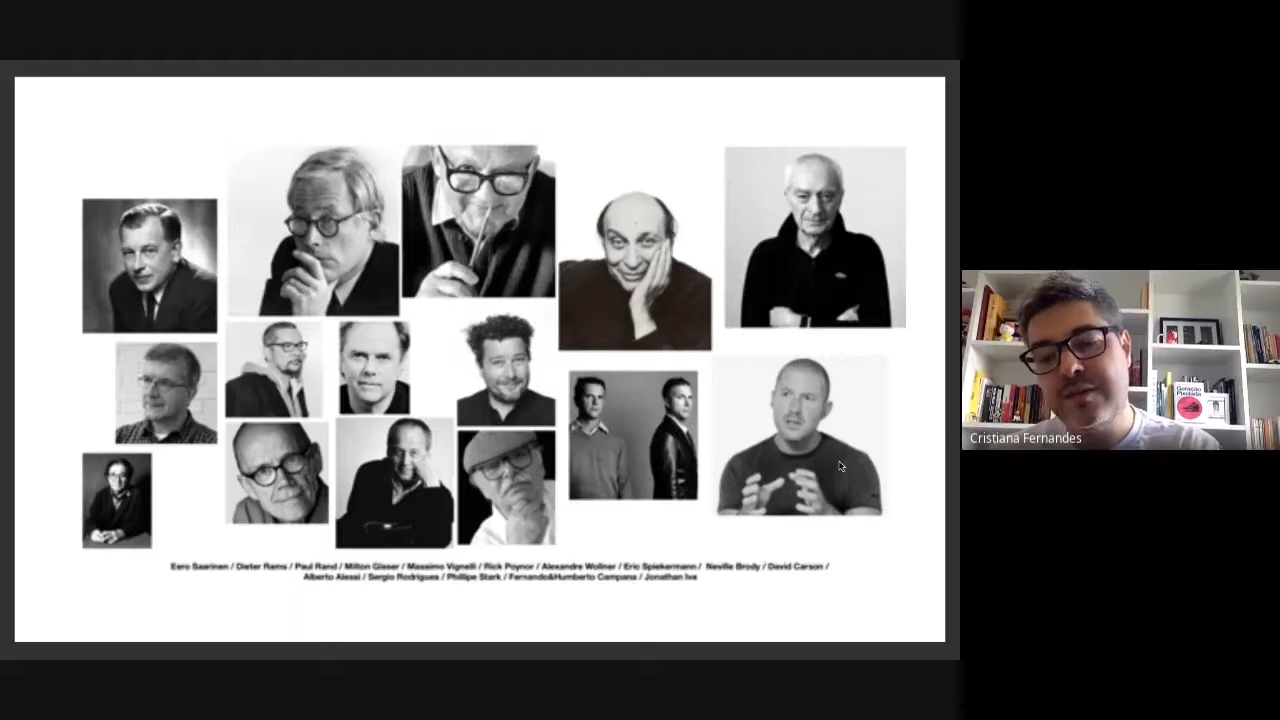 Eero Saarinen / Dieter Rams / Paul Rand / Milton Glaser / Massimo Vignelli / Rick Poynor / Alexandre Wollner / Eric Spiekermann / Neville Brody / David Carson /
Alberto Alessi / Sergio Rodrigues / Phillipe Stark / Fernando&Humberto Campana / Jonathan Ive
Geração
Cristiana Fernandes